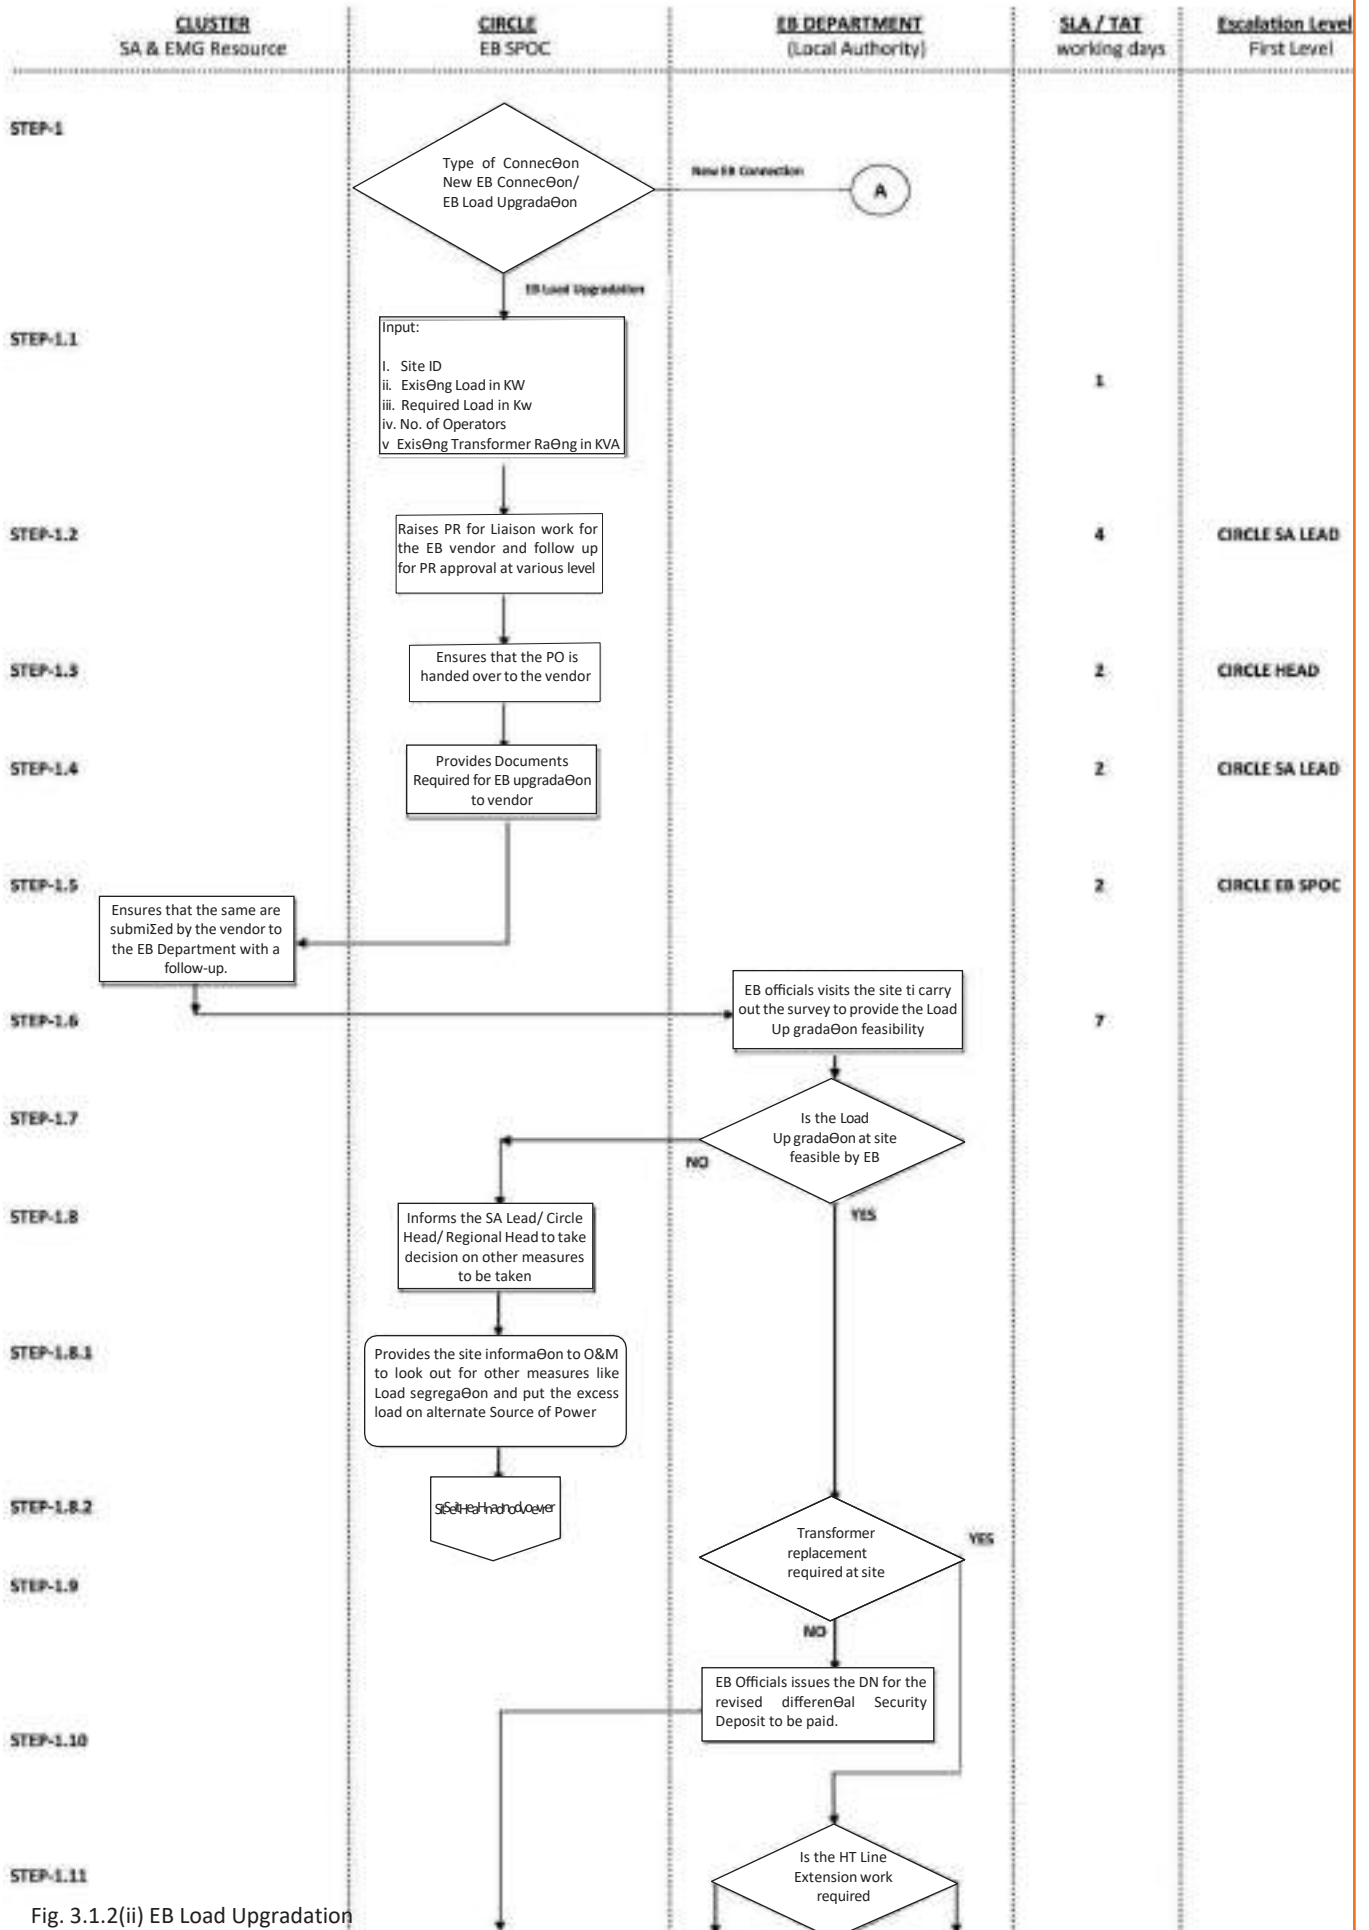 CLUSTER
SA & EMG Resource
CIRCLE
EB SPOC
EB DEPARTMENT
(Local Authority)
SLA / TAT
working days
Escalation Level
First Level
STEP-1
Type of ConnecƟon
New EB ConnecƟon/
EB Load UpgradaƟon
New EB Connection
A
EB Load Upgradation
STEP-1.1
Input:
I. Site ID
ii. ExisƟng Load in KW
iii. Required Load in Kw
iv. No. of Operators
v ExisƟng Transformer RaƟng in KVA
1
STEP-1.2
Raises PR for Liaison work for
the EB vendor and follow up
for PR approval at various level
4
CIRCLE SA LEAD
STEP-1.3
Ensures that the PO is
handed over to the vendor
2
CIRCLE HEAD
STEP-1.4
Provides Documents
Required for EB upgradaƟon
to vendor
2
CIRCLE SA LEAD
STEP-1.5
2
CIRCLE EB SPOC
Ensures that the same are
submiΣed by the vendor to
the EB Department with a
follow-up.
STEP-1.6
EB officials visits the site ti carry
out the survey to provide the Load
Up gradaƟon feasibility
7
STEP-1.7
Is the Load
Up gradaƟon at site
feasible by EB
NO
YES
STEP-1.8
Informs the SA Lead/ Circle
Head/ Regional Head to take
decision on other measures
to be taken
STEP-1.8.1
Provides the site informaƟon to O&M
to look out for other measures like
Load segregaƟon and put the excess
load on alternate Source of Power
STEP-1.8.2
Transformer
replacement
required at site
YES
STEP-1.9
NO
EB Officials issues the DN for the
revised differenƟal Security
Deposit to be paid.
STEP-1.10
STEP-1.11
Is the HT Line
Extension work
required
Fig. 3.1.2(ii) EB Load Upgradation